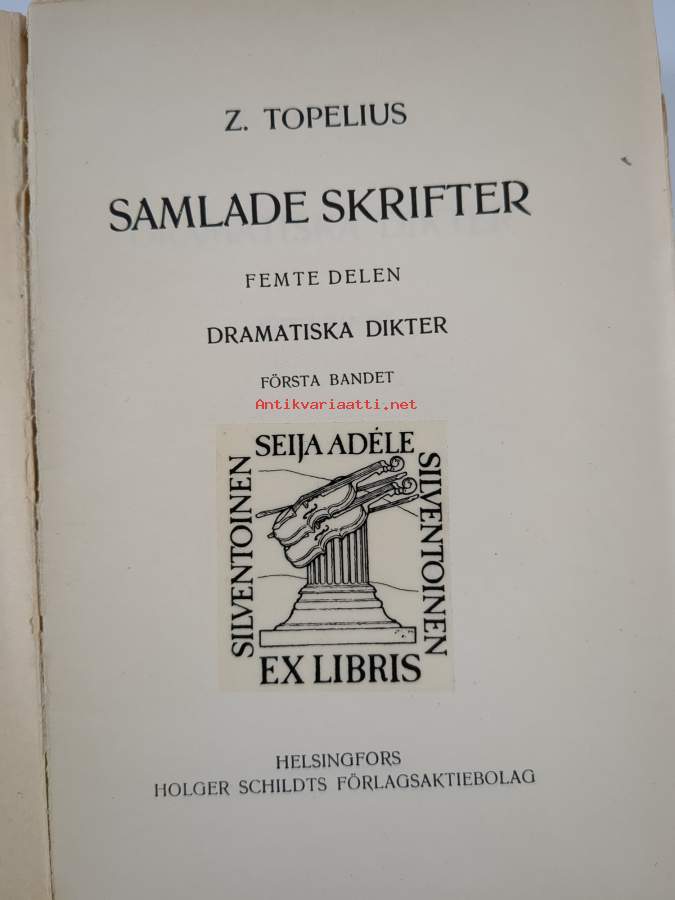 Z. TOPELIUS
SAMLADE SKRIFTER
FEMTE DELEN
DRAMATISKA DIKTER
FÖRSTA BANDET
Antikvariaatti.net
SEIJA ADÉLE
SILVENTOINEN
SILVENTOINEN
EX LIBRIS
HELSINGFORS
HOLGER SCHILDTS FÖRLAGSAKTIEBOLAG